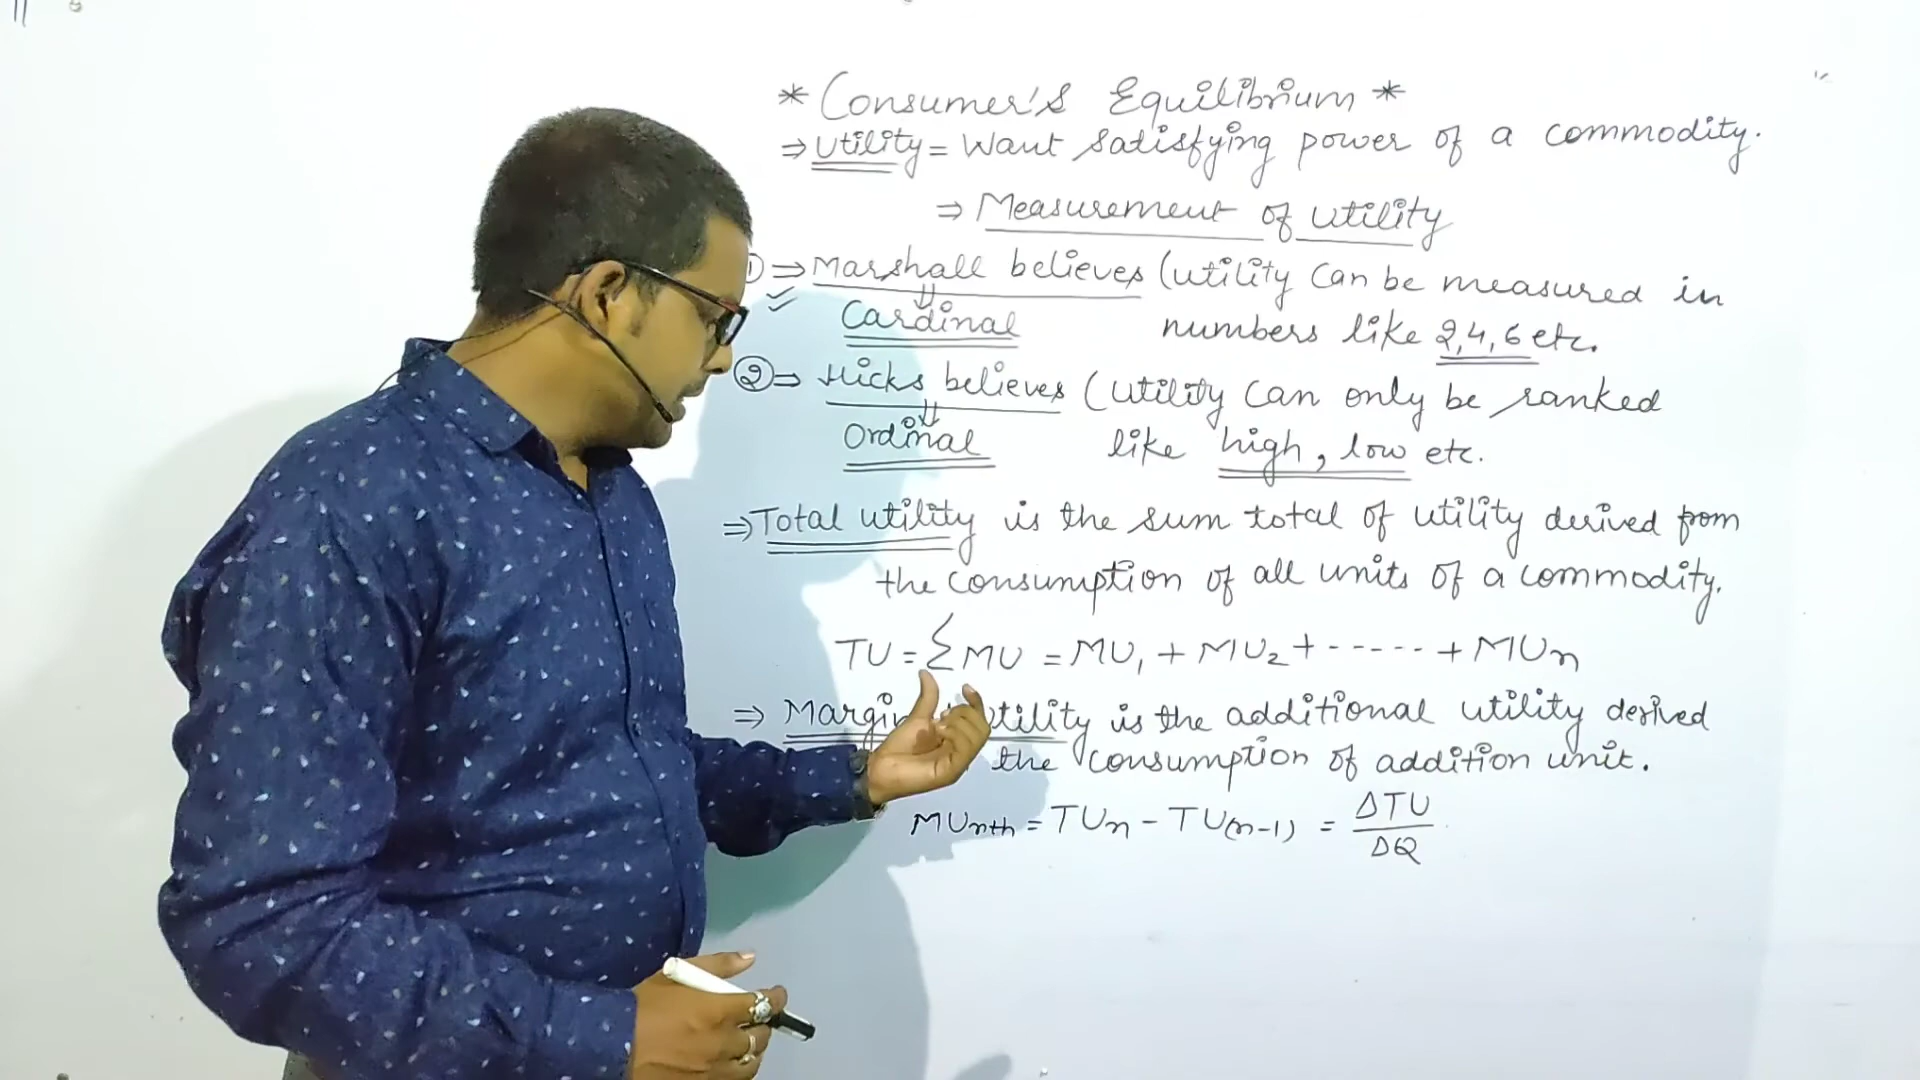 * Consumer's Equilibrium *
⇒ Utility = Want satisfying power of a commodity.
⇒ Measurement of Utility
① ⇒ Marshall believes (Utility can be measured in
⇓
Cardinal numbers like 2,4,6 etc.
② ⇒ Hicks believes (Utility can only be ranked
⇓
Ordinal like high, low etc.
⇒ Total utility is the sum total of utility derived from
the consumption of all units of a commodity.
TU = ΣMU = MU₁ + MU₂ + ----- + MUn
⇒ Margin utility is the additional utility derived
the consumption of addition unit.
MUnth = TUn - TU(n-1) = ΔTU/ΔQ